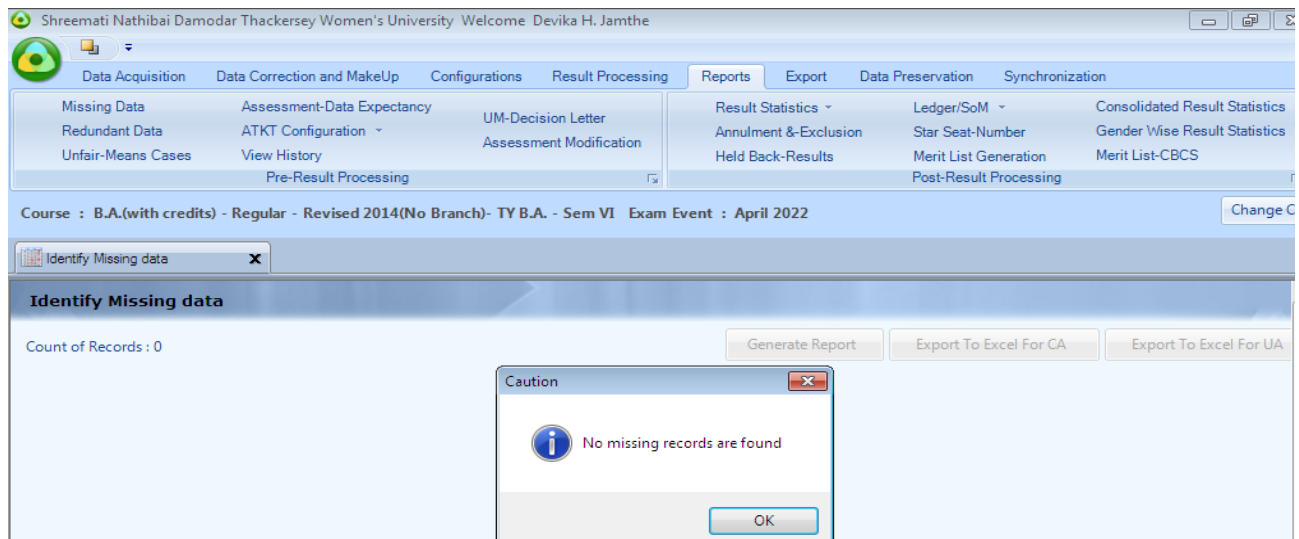 Shreemati Nathibai Damodar Thackersey Women's University Welcome Devika H. Jamthe
Data Acquisition Data Correction and MakeUp Configurations Result Processing Reports Export Data Preservation Synchronization
Missing Data Assessment-Data Expectancy UM-Decision Letter Result Statistics Ledger/SoM Consolidated Result Statistics
Redundant Data ATKT Configuration Assessment Modification Annulment &-Exclusion Star Seat-Number Gender Wise Result Statistics
Unfair-Means Cases View History Held Back-Results Merit List Generation Merit List-CBCS
Pre-Result Processing Post-Result Processing
Course : B.A.(with credits) - Regular - Revised 2014(No Branch)- TY B.A. - Sem VI Exam Event : April 2022 Change C
Identify Missing data
Identify Missing data
Count of Records : 0 Generate Report Export To Excel For CA Export To Excel For UA
Caution
No missing records are found
OK